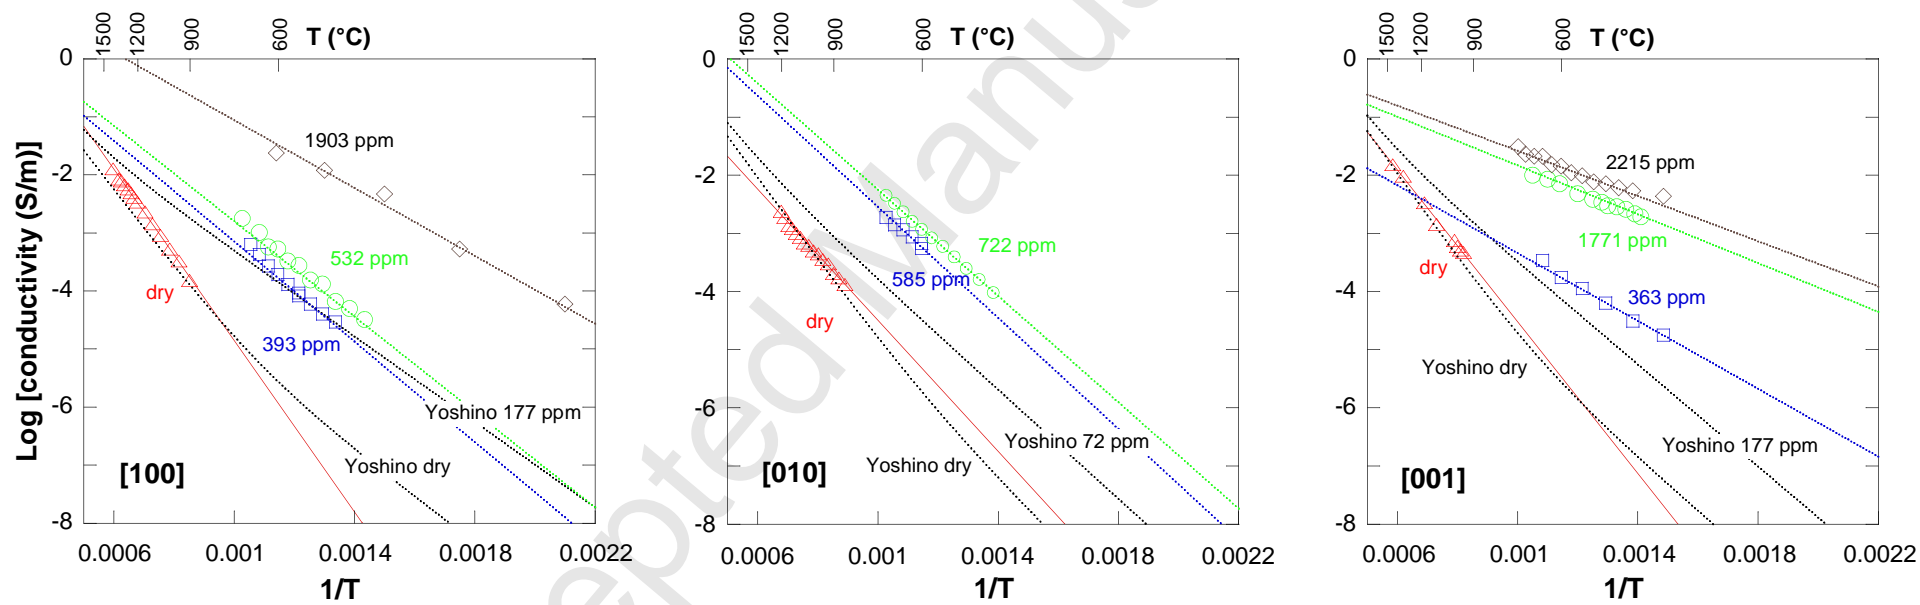 1500 1200 900 600 T (°C)
1500 1200 900 600 T (°C)
1500 1200 900 600 T (°C)
Log [conductivity (S/m)]
0
-2
-4
-6
-8
1903 ppm
532 ppm
dry
393 ppm
Yoshino 177 ppm
Yoshino dry
[100]
0.0006 0.001 0.0014 0.0018 0.0022
1/T
0
-2
-4
-6
-8
722 ppm
585 ppm
dry
Yoshino 72 ppm
Yoshino dry
[010]
0.0006 0.001 0.0014 0.0018 0.0022
1/T
0
-2
-4
-6
-8
2215 ppm
1771 ppm
dry
363 ppm
Yoshino dry
Yoshino 177 ppm
[001]
0.0006 0.001 0.0014 0.0018 0.0022
1/T
epted Manus